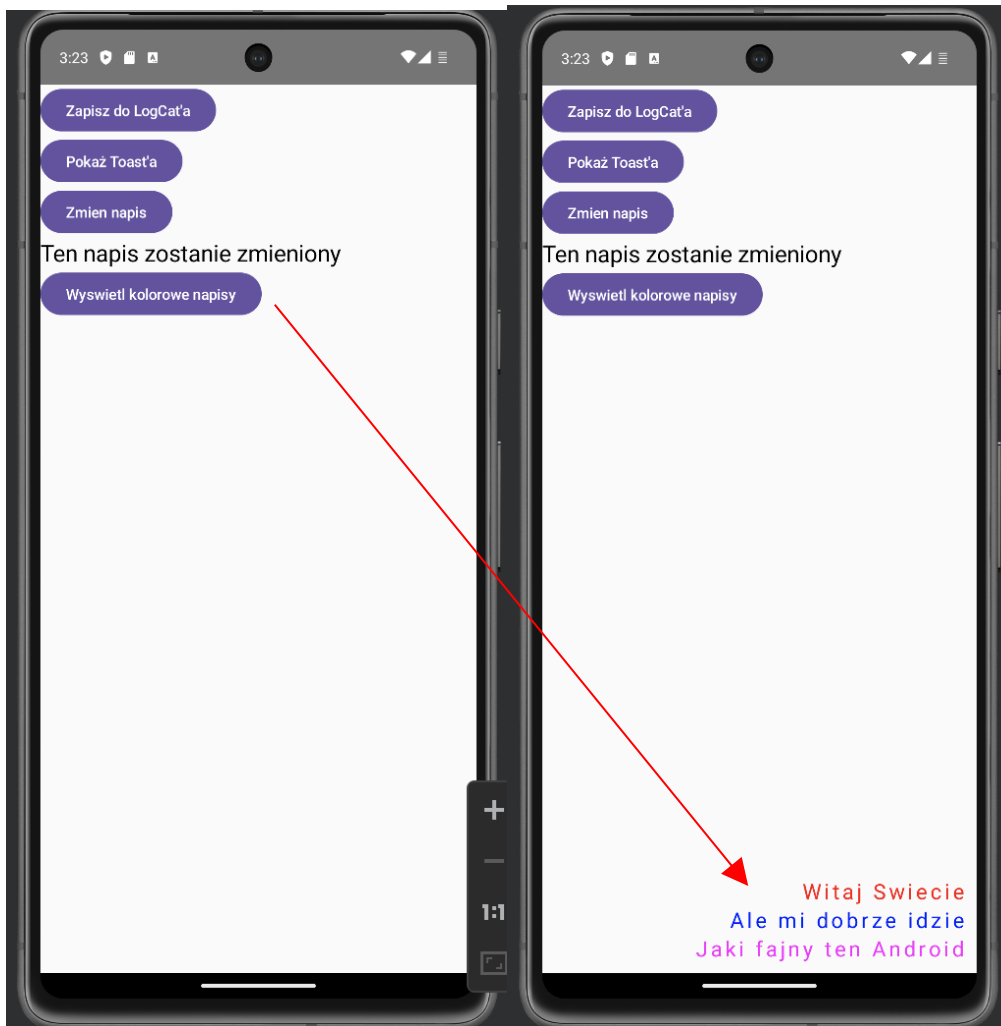 3:23
Zapisz do LogCat'a
Pokaż Toast'a
Zmien napis
Ten napis zostanie zmieniony
Wyswietl kolorowe napisy
1:1
3:23
Zapisz do LogCat'a
Pokaż Toast'a
Zmien napis
Ten napis zostanie zmieniony
Wyswietl kolorowe napisy
Witaj Swiecie
Ale mi dobrze idzie
Jaki fajny ten Android